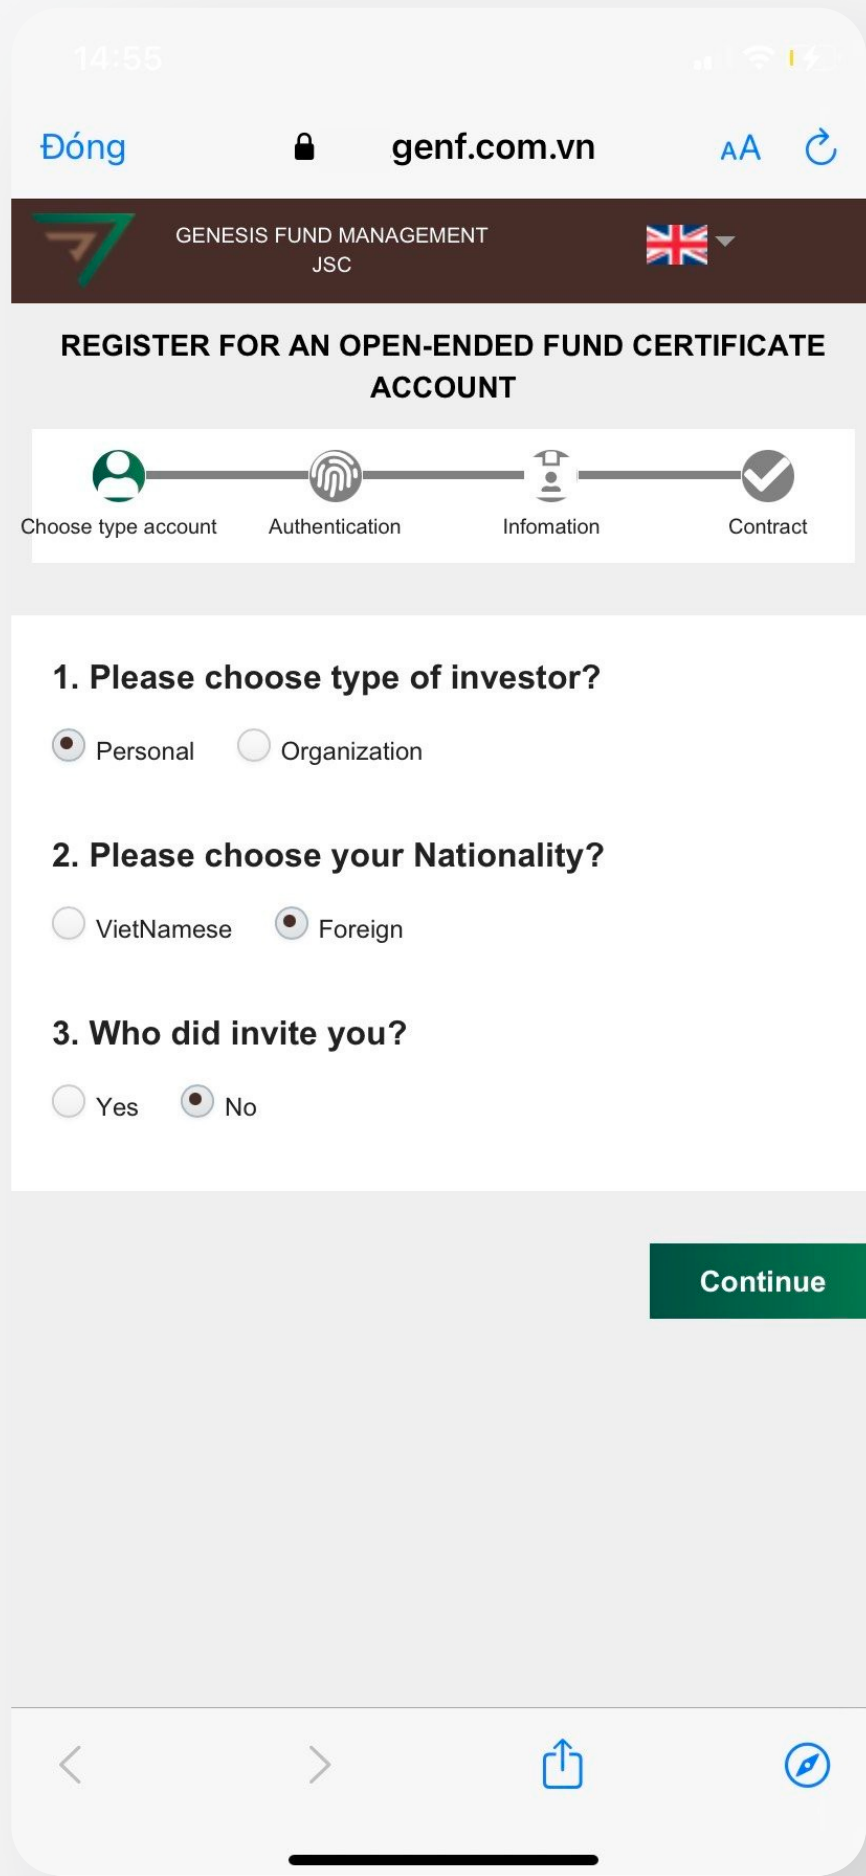 14:55
Đóng genf.com.vn AA
GENESIS FUND MANAGEMENT
JSC
REGISTER FOR AN OPEN-ENDED FUND CERTIFICATE
ACCOUNT
Choose type account Authentication Infomation Contract
1. Please choose type of investor?
Personal Organization
2. Please choose your Nationality?
VietNamese Foreign
3. Who did invite you?
Yes No
Continue